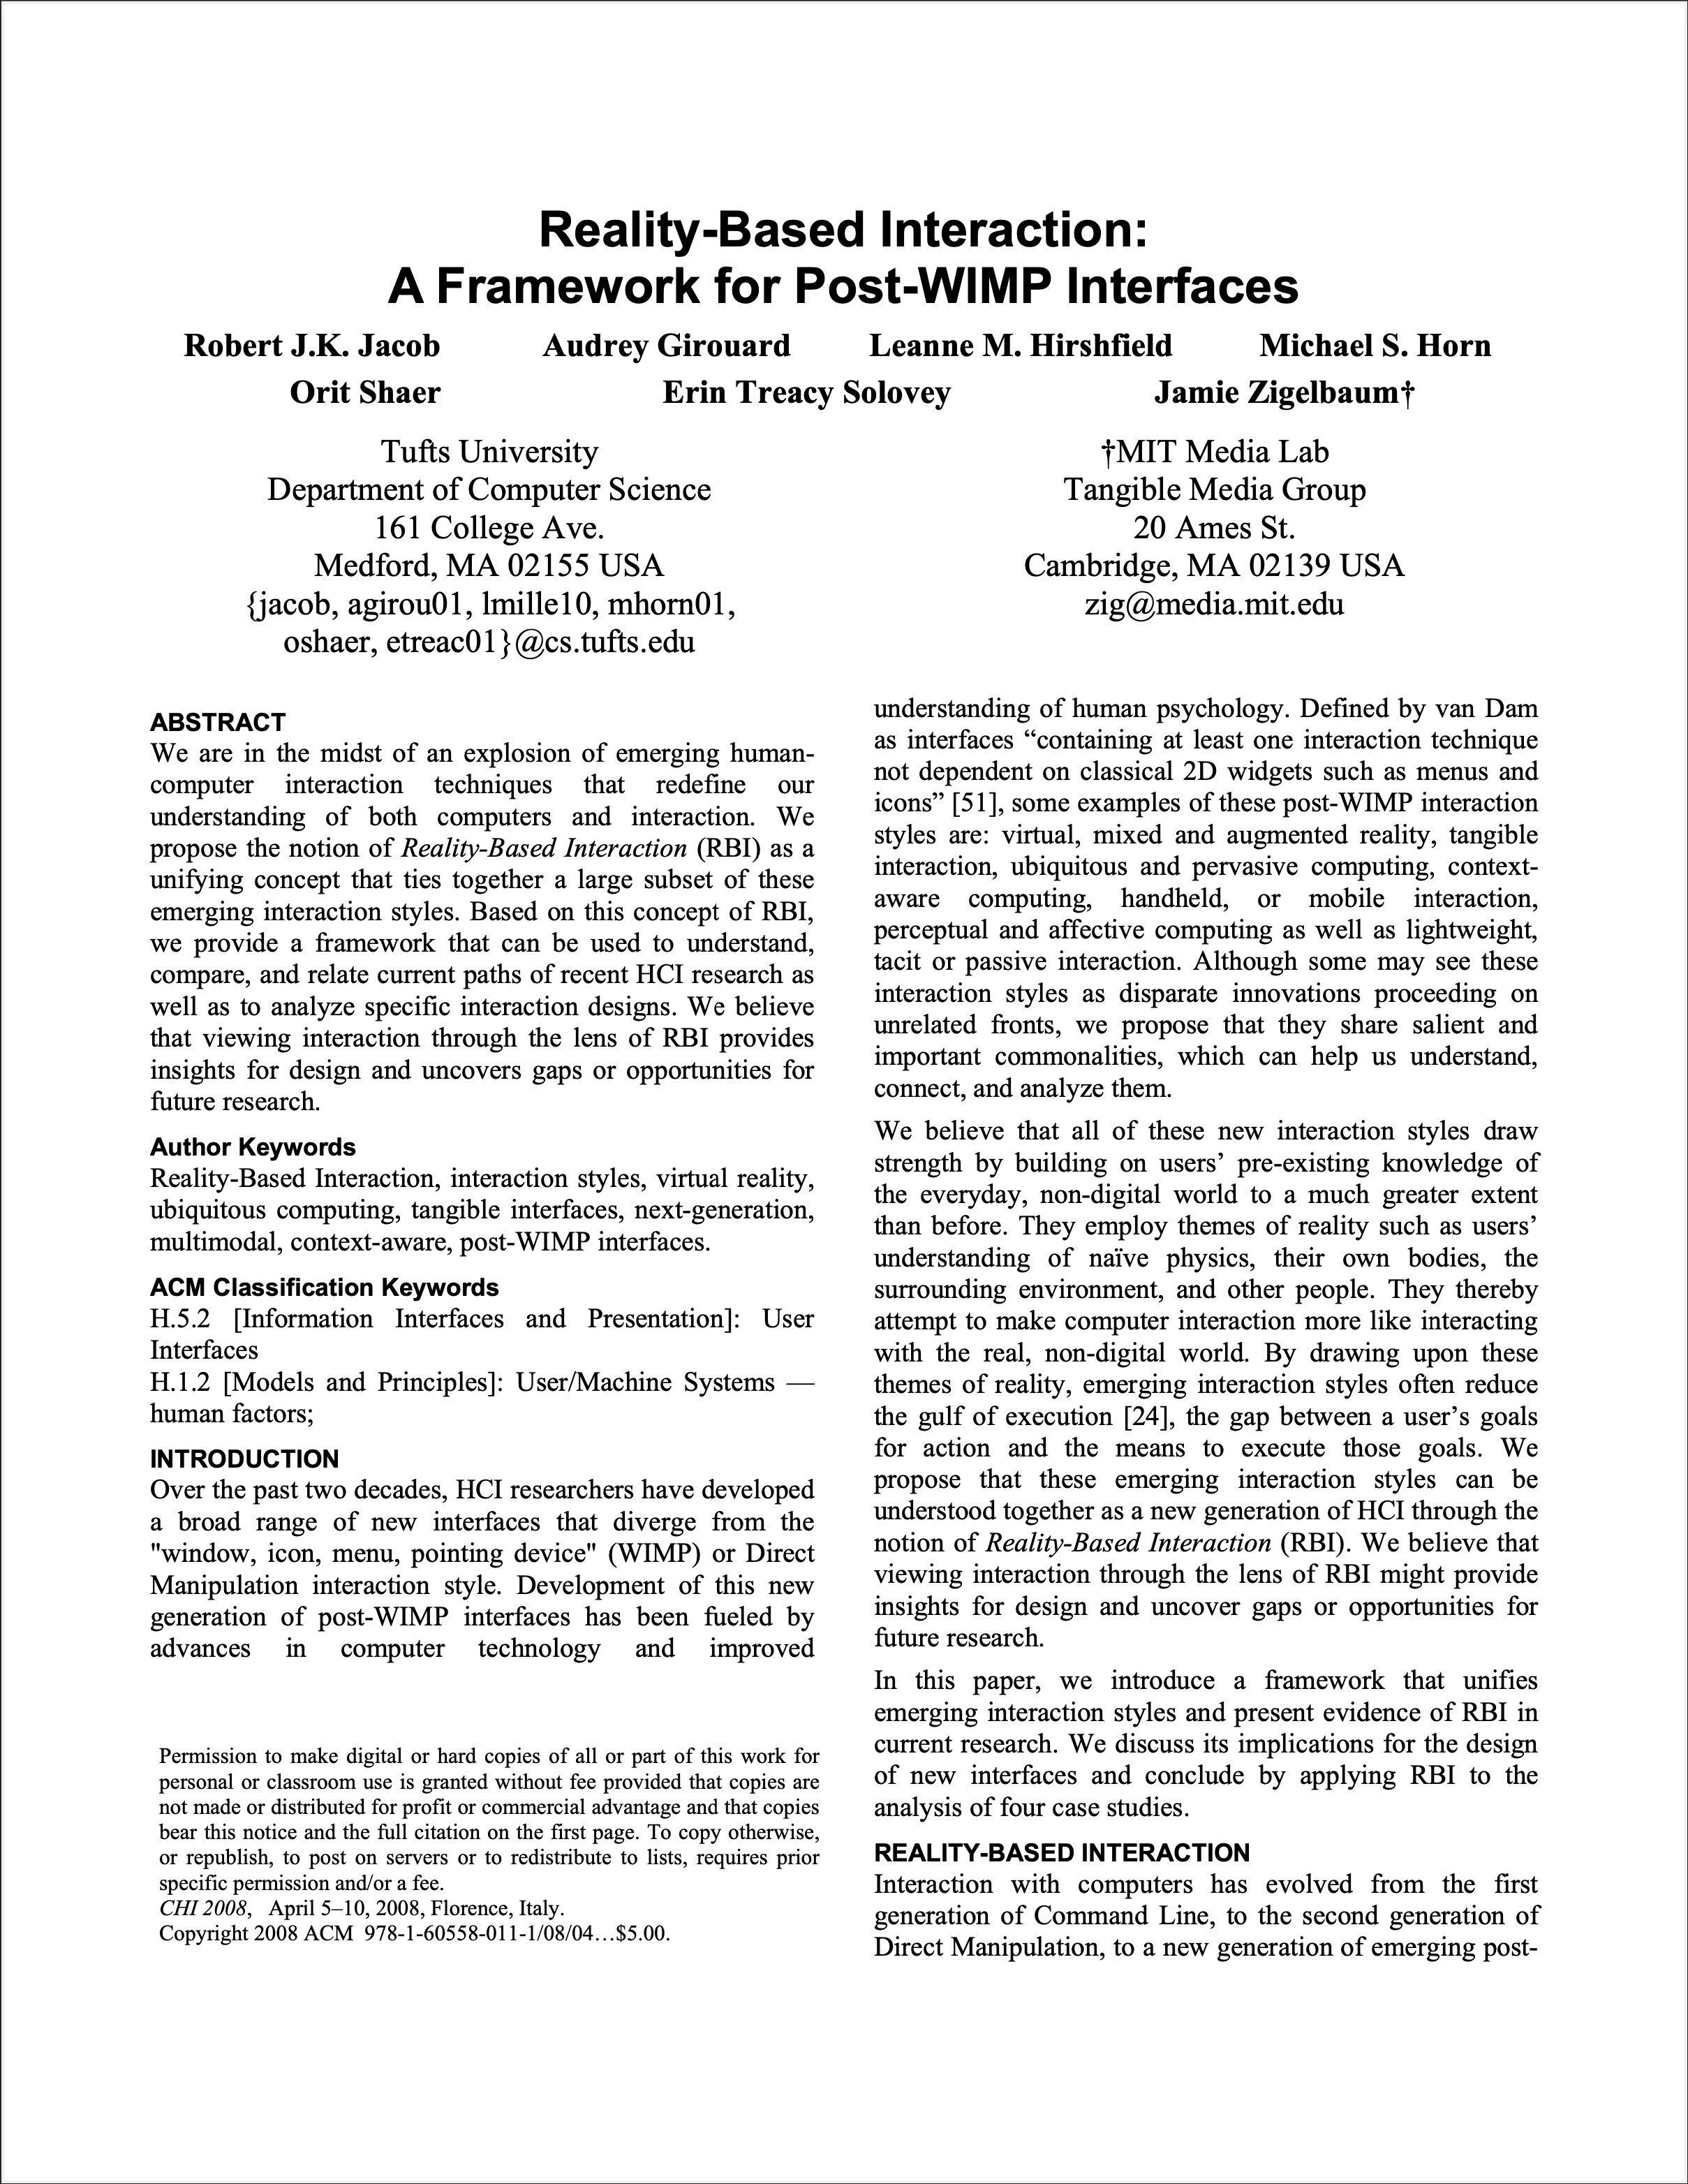 Reality-Based Interaction:
A Framework for Post-WIMP Interfaces
Robert J.K. Jacob Audrey Girouard Leanne M. Hirshfield Michael S. Horn
Orit Shaer Erin Treacy Solovey Jamie Zigelbaum†
Tufts University
Department of Computer Science
161 College Ave.
Medford, MA 02155 USA
{jacob, agirou01, lmille10, mhorn01,
oshaer, etreac01}@cs.tufts.edu
†MIT Media Lab
Tangible Media Group
20 Ames St.
Cambridge, MA 02139 USA
zig@media.mit.edu
ABSTRACT
We are in the midst of an explosion of emerging human-
computer interaction techniques that redefine our
understanding of both computers and interaction. We
propose the notion of Reality-Based Interaction (RBI) as a
unifying concept that ties together a large subset of these
emerging interaction styles. Based on this concept of RBI,
we provide a framework that can be used to understand,
compare, and relate current paths of recent HCI research as
well as to analyze specific interaction designs. We believe
that viewing interaction through the lens of RBI provides
insights for design and uncovers gaps or opportunities for
future research.
Author Keywords
Reality-Based Interaction, interaction styles, virtual reality,
ubiquitous computing, tangible interfaces, next-generation,
multimodal, context-aware, post-WIMP interfaces.
ACM Classification Keywords
H.5.2 [Information Interfaces and Presentation]: User
Interfaces
H.1.2 [Models and Principles]: User/Machine Systems —
human factors;
INTRODUCTION
Over the past two decades, HCI researchers have developed
a broad range of new interfaces that diverge from the
"window, icon, menu, pointing device" (WIMP) or Direct
Manipulation interaction style. Development of this new
generation of post-WIMP interfaces has been fueled by
advances in computer technology and improved
Permission to make digital or hard copies of all or part of this work for
personal or classroom use is granted without fee provided that copies are
not made or distributed for profit or commercial advantage and that copies
bear this notice and the full citation on the first page. To copy otherwise,
or republish, to post on servers or to redistribute to lists, requires prior
specific permission and/or a fee.
CHI 2008, April 5–10, 2008, Florence, Italy.
Copyright 2008 ACM 978-1-60558-011-1/08/04…$5.00.
understanding of human psychology. Defined by van Dam
as interfaces “containing at least one interaction technique
not dependent on classical 2D widgets such as menus and
icons” [51], some examples of these post-WIMP interaction
styles are: virtual, mixed and augmented reality, tangible
interaction, ubiquitous and pervasive computing, context-
aware computing, handheld, or mobile interaction,
perceptual and affective computing as well as lightweight,
tacit or passive interaction. Although some may see these
interaction styles as disparate innovations proceeding on
unrelated fronts, we propose that they share salient and
important commonalities, which can help us understand,
connect, and analyze them.
We believe that all of these new interaction styles draw
strength by building on users’ pre-existing knowledge of
the everyday, non-digital world to a much greater extent
than before. They employ themes of reality such as users’
understanding of naïve physics, their own bodies, the
surrounding environment, and other people. They thereby
attempt to make computer interaction more like interacting
with the real, non-digital world. By drawing upon these
themes of reality, emerging interaction styles often reduce
the gulf of execution [24], the gap between a user’s goals
for action and the means to execute those goals. We
propose that these emerging interaction styles can be
understood together as a new generation of HCI through the
notion of Reality-Based Interaction (RBI). We believe that
viewing interaction through the lens of RBI might provide
insights for design and uncover gaps or opportunities for
future research.
In this paper, we introduce a framework that unifies
emerging interaction styles and present evidence of RBI in
current research. We discuss its implications for the design
of new interfaces and conclude by applying RBI to the
analysis of four case studies.
REALITY-BASED INTERACTION
Interaction with computers has evolved from the first
generation of Command Line, to the second generation of
Direct Manipulation, to a new generation of emerging post-